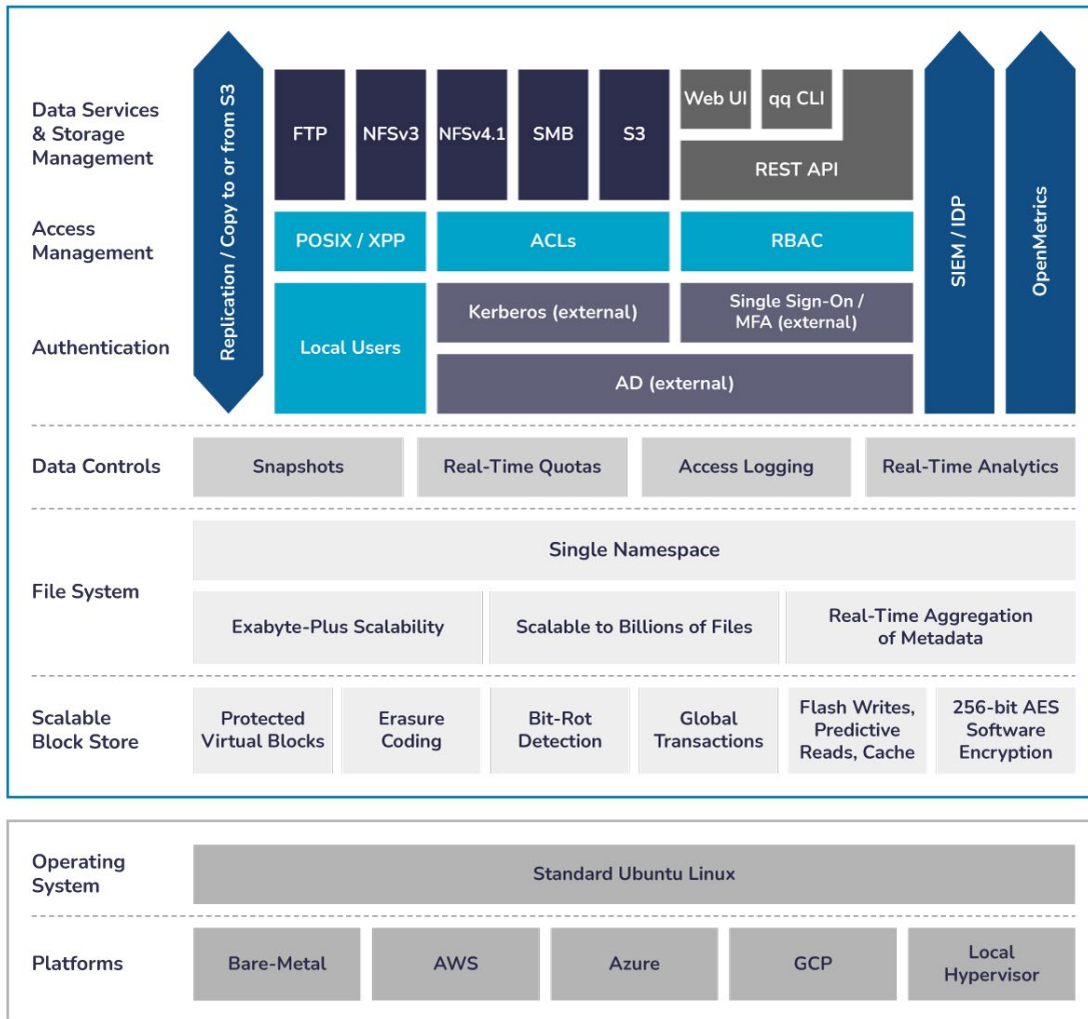 Data Services
& Storage
Management
Replication / Copy to or from S3
FTP
NFSv3
NFSv4.1
SMB
S3
Web UI
qq CLI
REST API
SIEM / IDP
OpenMetrics
Access
Management
POSIX / XPP
ACLs
RBAC
Authentication
Local Users
Kerberos (external)
Single Sign-On /
MFA (external)
AD (external)
Data Controls
Snapshots
Real-Time Quotas
Access Logging
Real-Time Analytics
File System
Single Namespace
Exabyte-Plus Scalability
Scalable to Billions of Files
Real-Time Aggregation
of Metadata
Scalable
Block Store
Protected
Virtual Blocks
Erasure
Coding
Bit-Rot
Detection
Global
Transactions
Flash Writes,
Predictive
Reads, Cache
256-bit AES
Software
Encryption
Operating
System
Standard Ubuntu Linux
Platforms
Bare-Metal
AWS
Azure
GCP
Local
Hypervisor